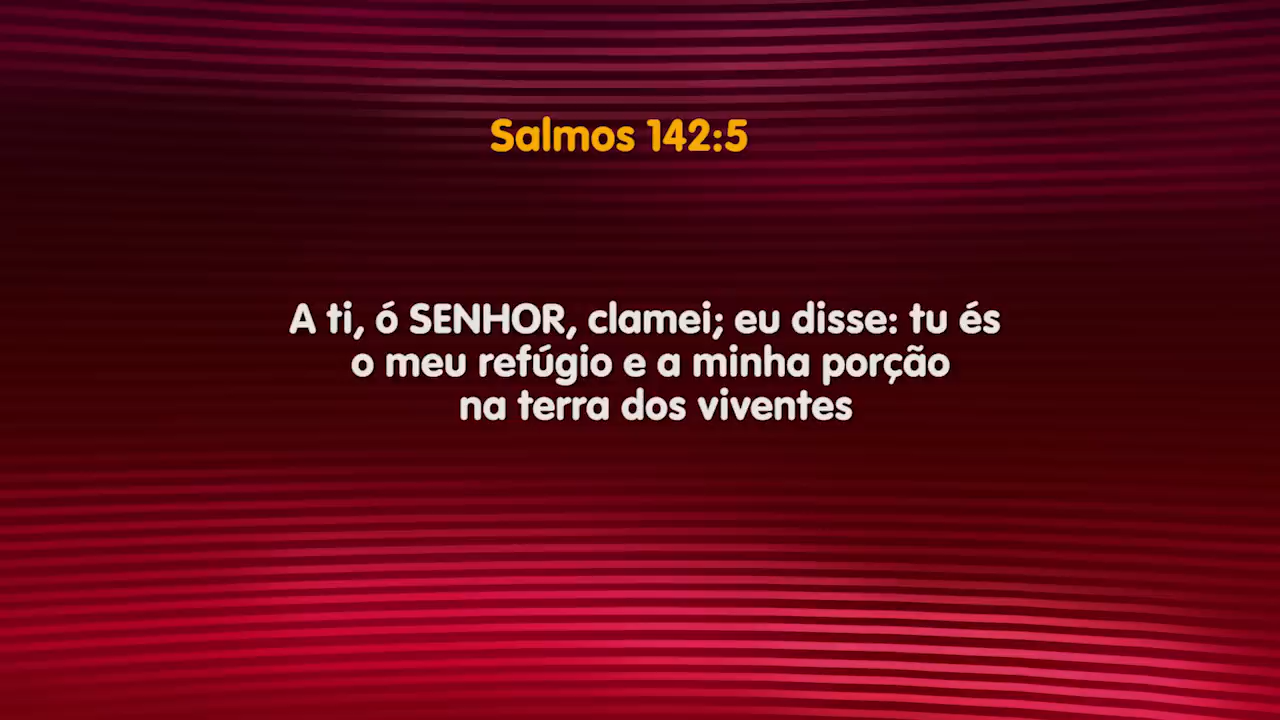 Salmos 142:5
A ti, ó SENHOR, clamei; eu disse: tu és
o meu refúgio e a minha porção
na terra dos viventes